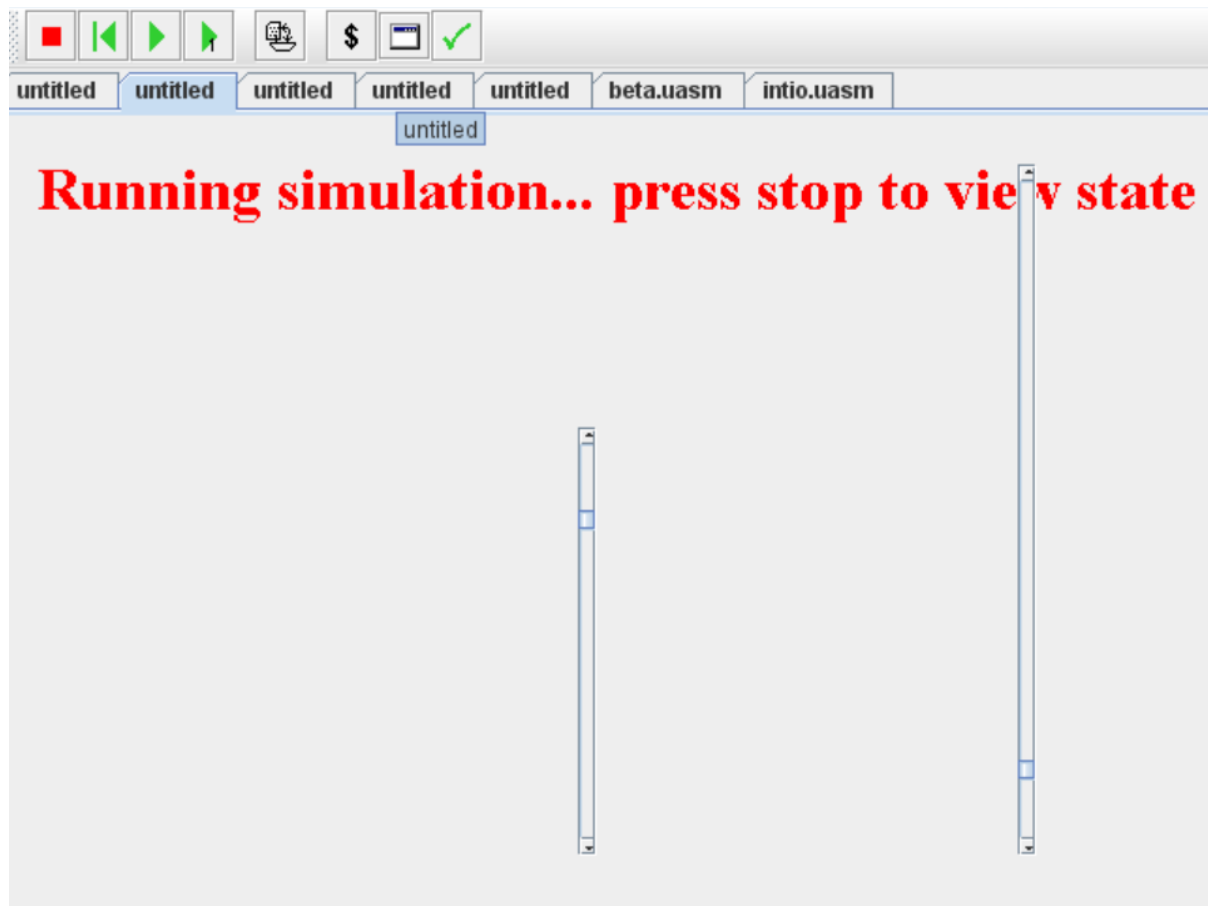 $
untitled untitled untitled untitled untitled beta.uasm intio.uasm
untitled
Running simulation... press stop to view state